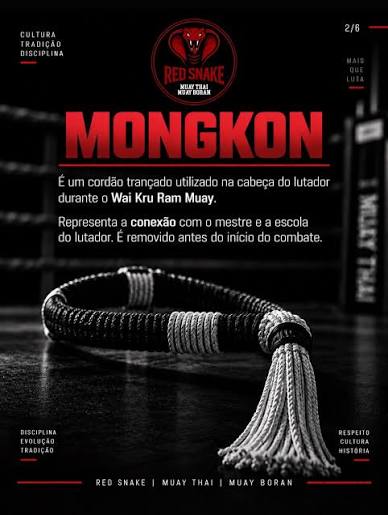 CULTURA
TRADIÇÃO
DISCIPLINA
RED SNAKE
MUAY THAI
MUAY BORAN
2/6
MAIS
QUE
LUTA
MONGKON
É um cordão trançado utilizado na cabeça do lutador
durante o Wai Kru Ram Muay.
Representa a conexão com o mestre e a escola
do lutador. É removido antes do início do combate.
MUAY THAI
DISCIPLINA
EVOLUÇÃO
TRADIÇÃO
RESPEITO
CULTURA
HISTÓRIA
RED SNAKE | MUAY THAI | MUAY BORAN